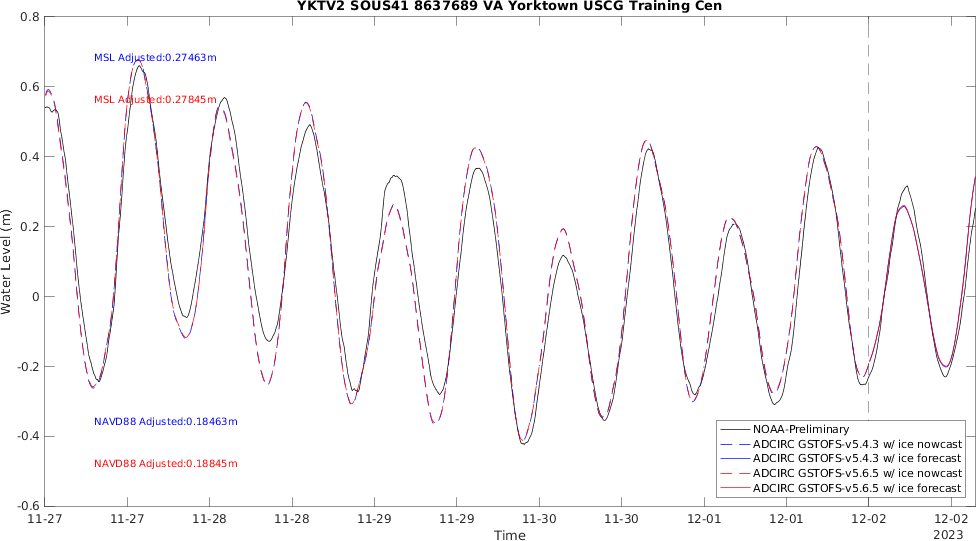 YKTV2 SOUS41 8637689 VA Yorktown USCG Training Cen
0.8
0.6
0.4
0.2
0
-0.2
-0.4
-0.6
Water Level (m)
MSL Adjusted:0.27463m
MSL Adjusted:0.27845m
NAVD88 Adjusted:0.18463m
NAVD88 Adjusted:0.18845m
NOAA-Preliminary
ADCIRC GSTOFS-v5.4.3 w/ ice nowcast
ADCIRC GSTOFS-v5.4.3 w/ ice forecast
ADCIRC GSTOFS-v5.6.5 w/ ice nowcast
ADCIRC GSTOFS-v5.6.5 w/ ice forecast
11-27 11-27 11-28 11-28 11-29 11-29 11-30 11-30 12-01 12-01 12-02 12-02
Time
2023